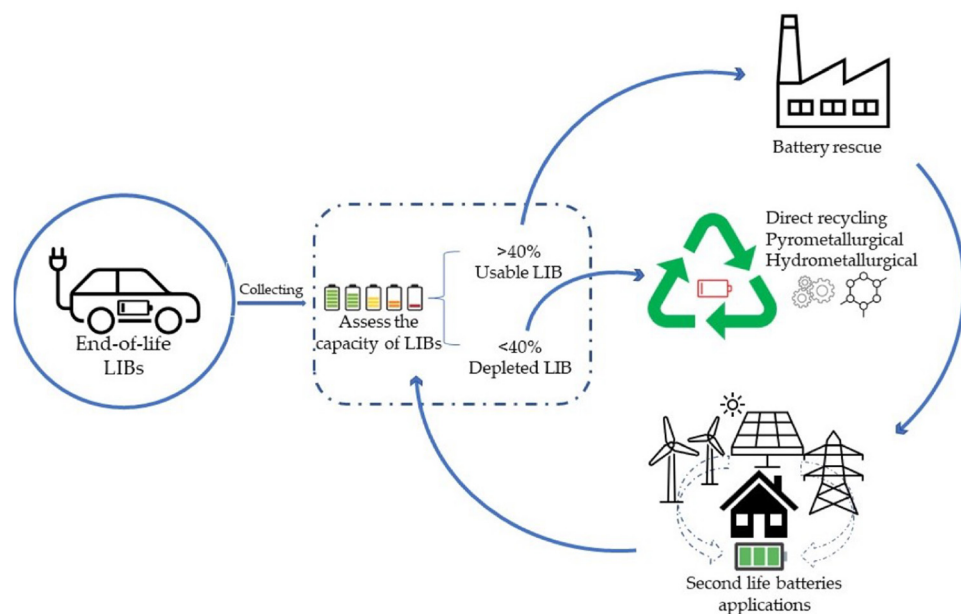 End-of-life
LIBs
Collecting
Assess the
capacity of LIBs
>40%
Usable LIB
<40%
Depleted LIB
Battery rescue
Direct recycling
Pyrometallurgical
Hydrometallurgical
Second life batteries
applications